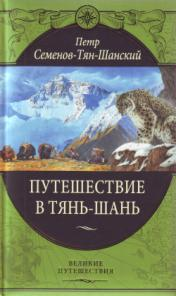 Петр
Семенов-Тян-Шанский
ПУТЕШЕСТВИЕ
В ТЯНЬ-ШАНЬ
ВЕЛИКИЕ
ПУТЕШЕСТВИЯ